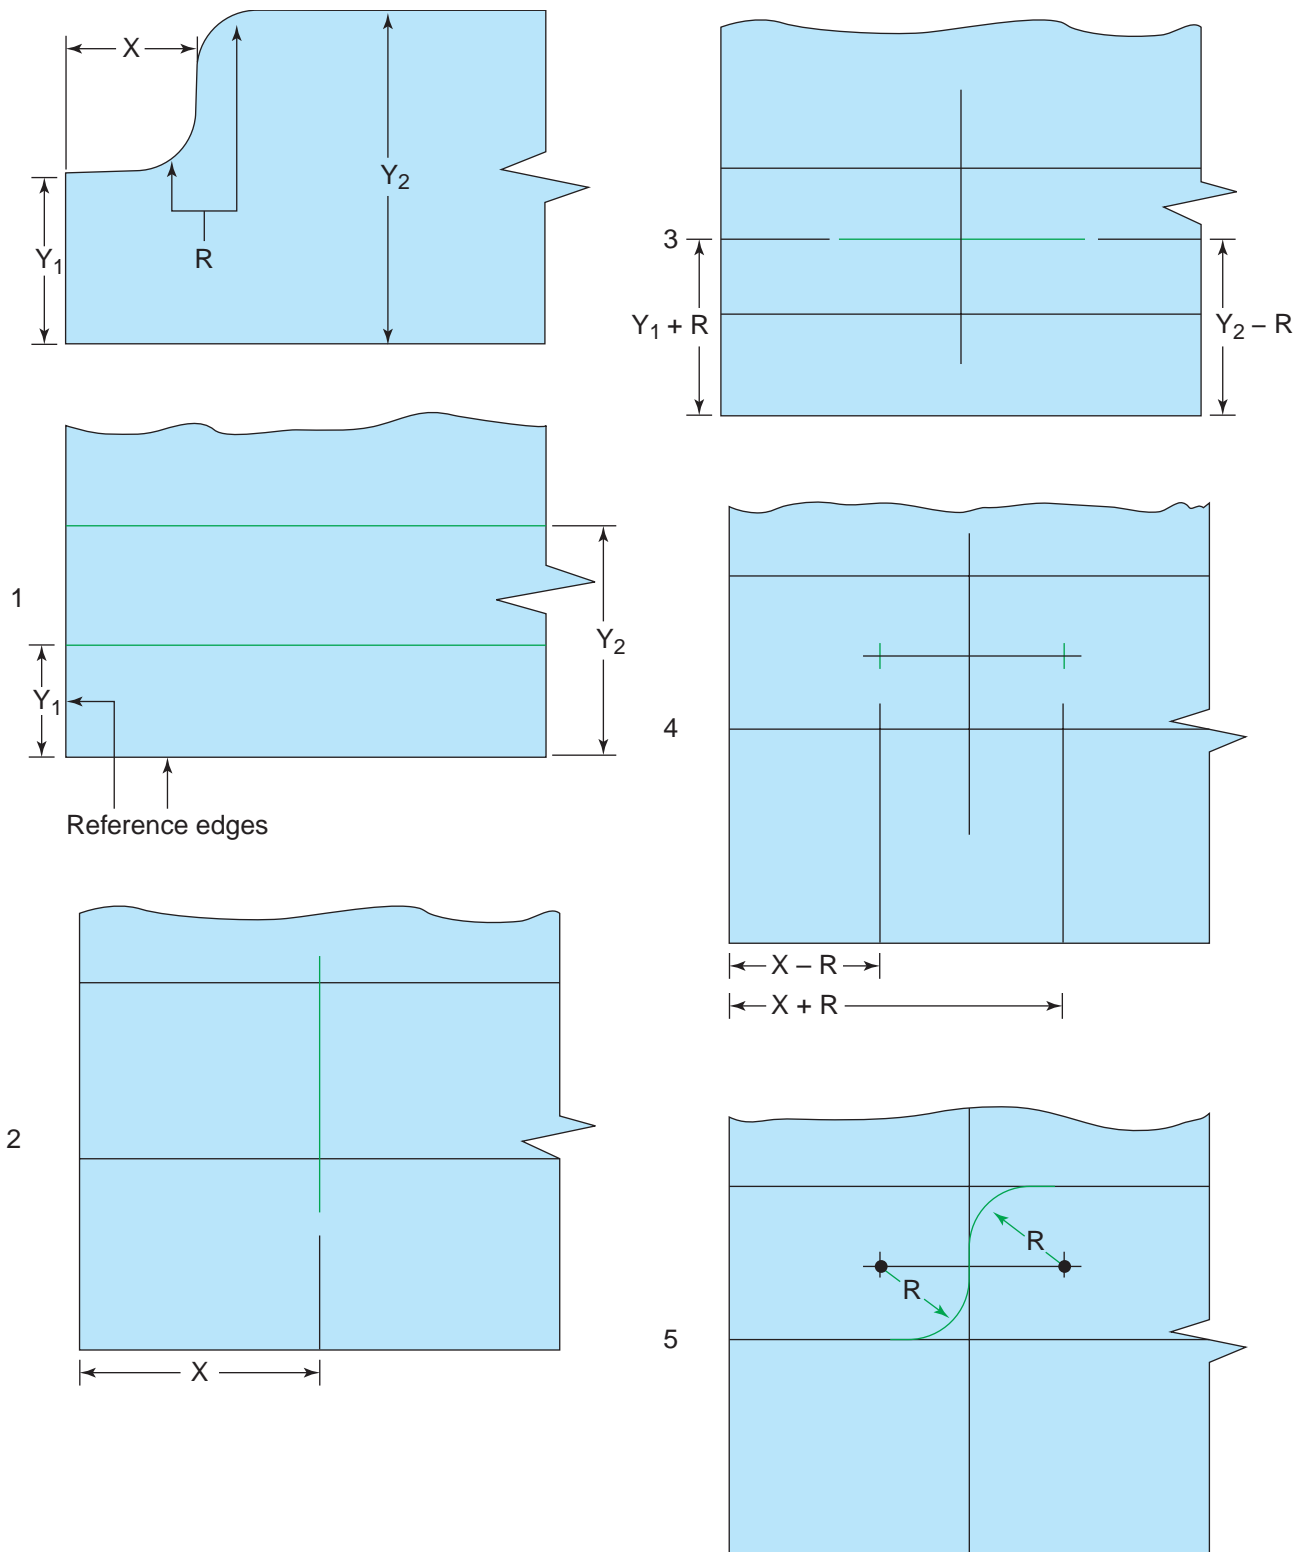 X
Y2
Y1
R
1
Y2
Y1
Reference edges
2
X
3
Y1 + R
Y2 – R
4
X – R
X + R
R
R
5